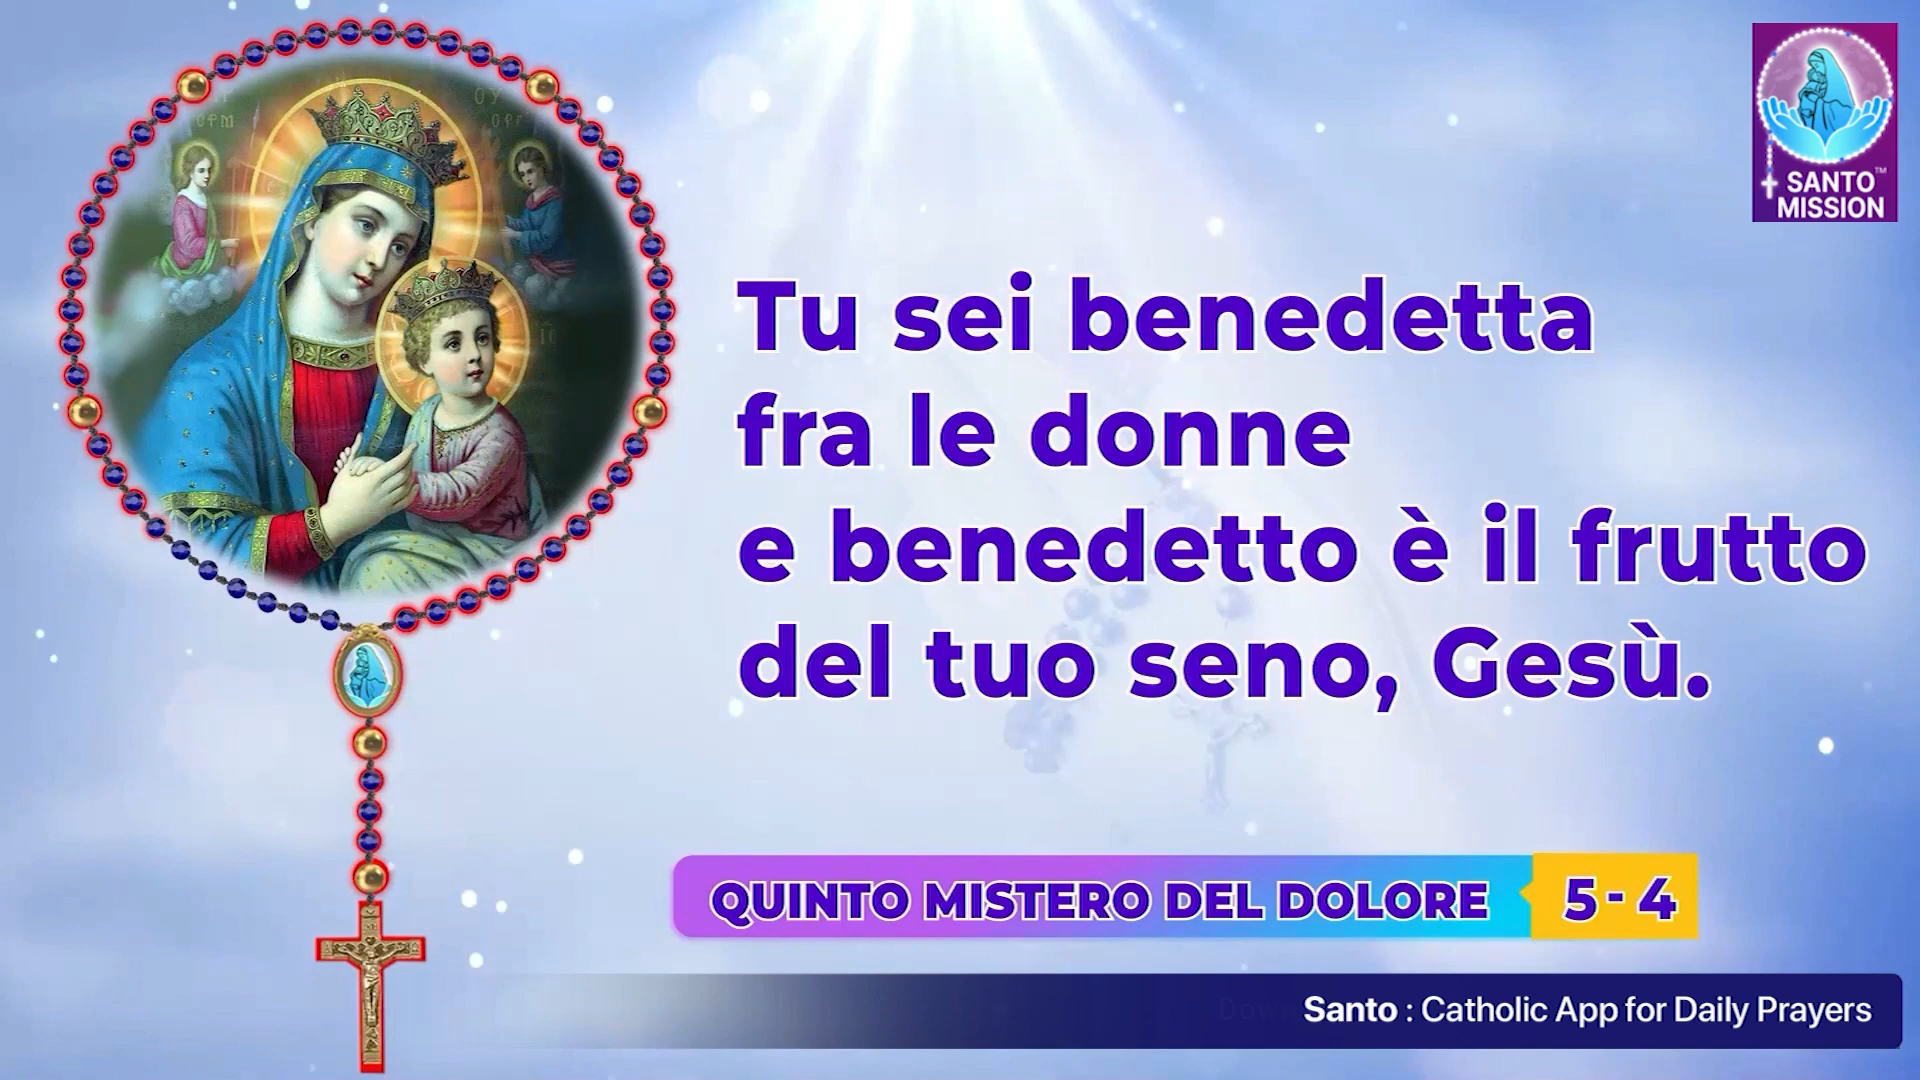 SANTO™
MISSION
Tu sei benedetta
fra le donne
e benedetto è il frutto
del tuo seno, Gesù.
QUINTO MISTERO DEL DOLORE 5 - 4
Santo : Catholic App for Daily Prayers